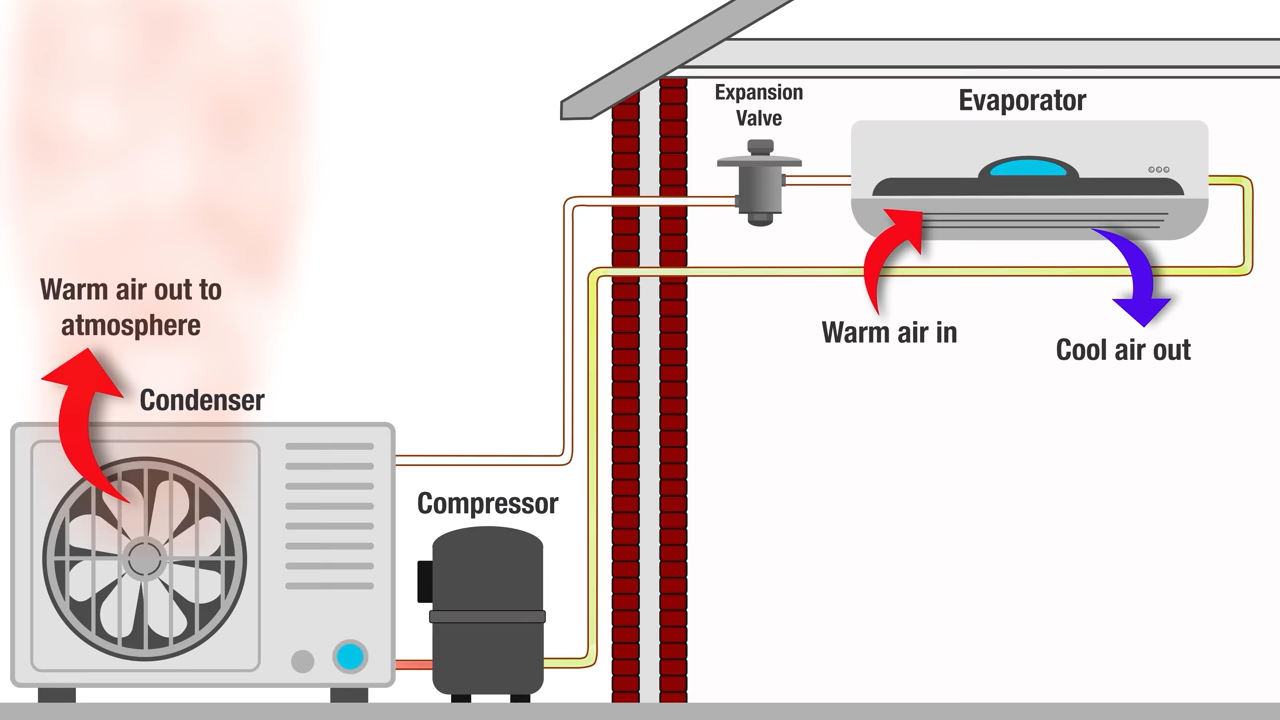 Expansion
Valve
Evaporator
Warm air in
Cool air out
Warm air out to
atmosphere
Condenser
Compressor